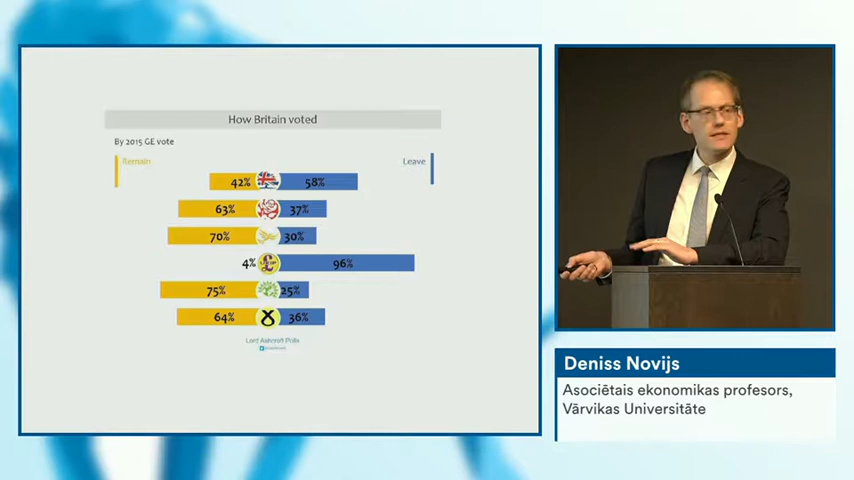 How Britain voted
By 2015 GE vote
Remain
Leave
42% 58%
63% 37%
70% 30%
4% 96%
75% 25%
64% 36%
Lord Ashcroft Polls
Deniss Novijs
Asociētais ekonomikas profesors,
Vārvikas Universitāte